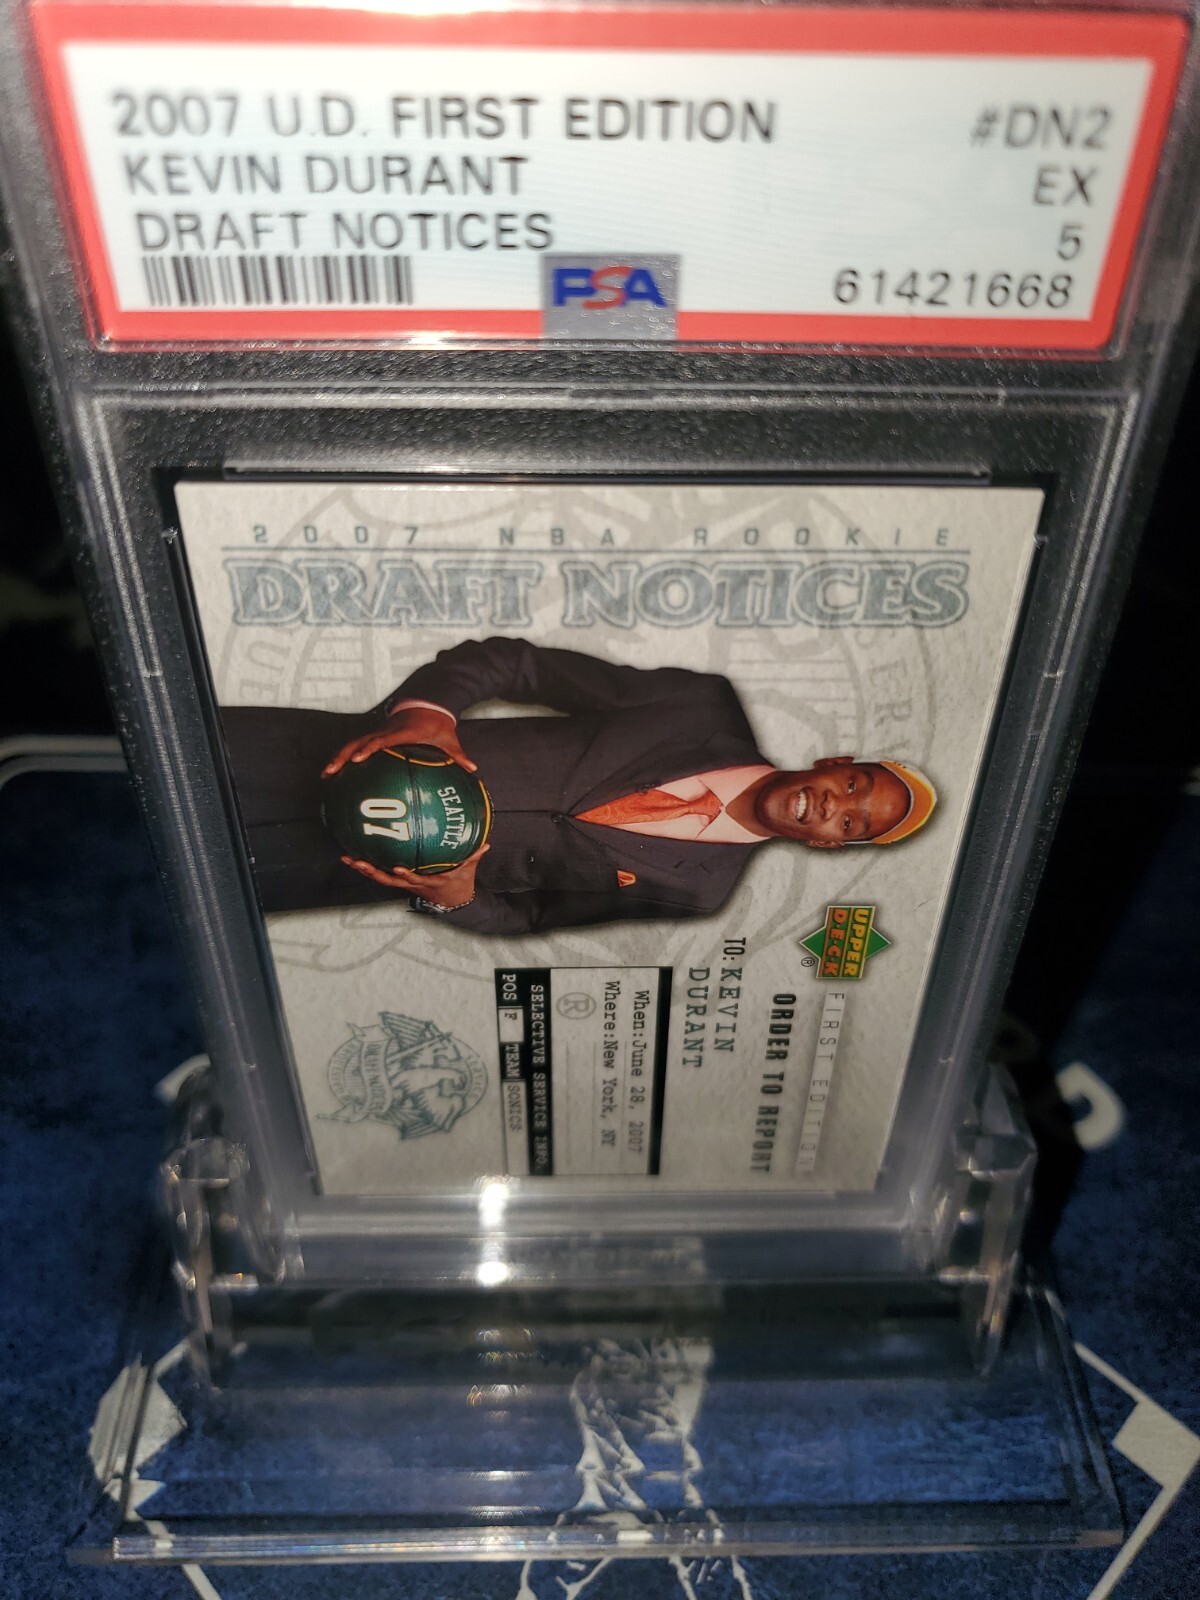 2007 U.D. FIRST EDITION #DN2
KEVIN DURANT EX
DRAFT NOTICES 5
PSA 61421668
2007 NBA ROOKIE
DRAFT NOTICES
SEATTLE
07
UPPER
DECK
®
FIRST EDITION
ORDER TO REPORT
TO: KEVIN
DURANT
When:June 28, 2007
Where:New York, NY
R
SELECTIVE SERVICE INFO.
POS F TEAM SONICS